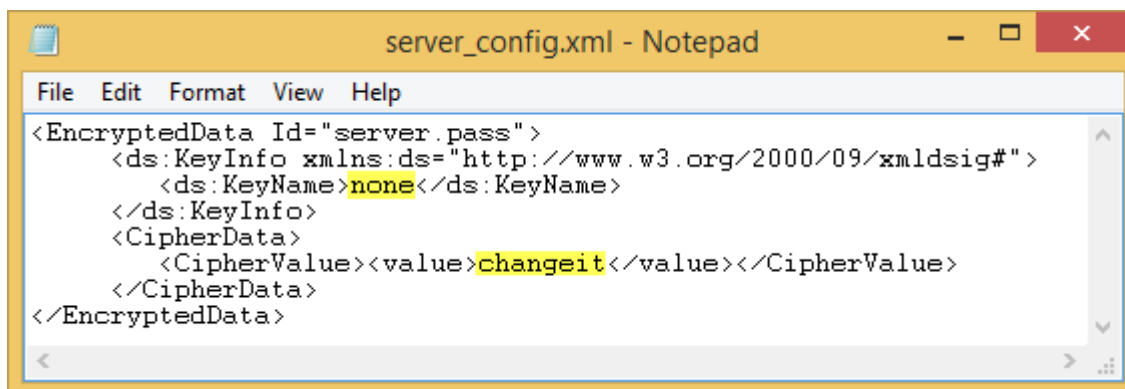 server_config.xml - Notepad
File Edit Format View Help
<EncryptedData Id="server.pass">
<ds:KeyInfo xmlns:ds="http://www.w3.org/2000/09/xmldsig#">
<ds:KeyName>none</ds:KeyName>
</ds:KeyInfo>
<CipherData>
<CipherValue><value>changeit</value></CipherValue>
</CipherData>
</EncryptedData>